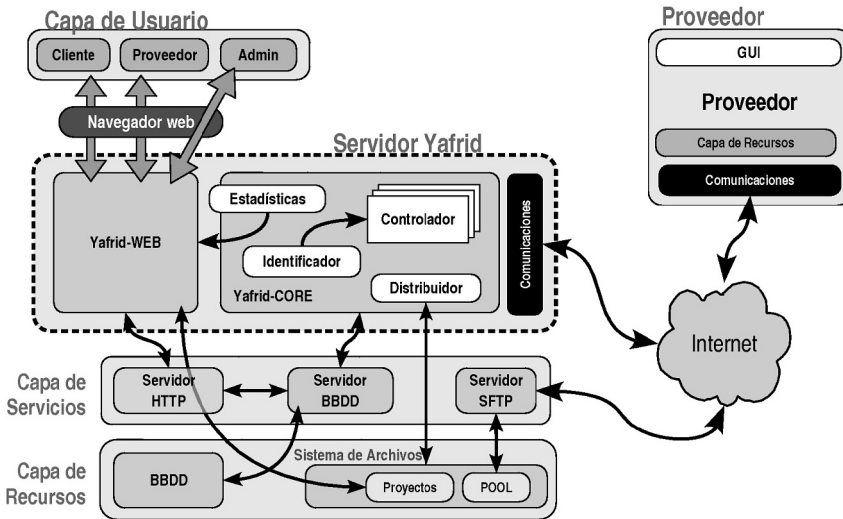 Capa de Usuario
Cliente
Proveedor
Admin
Navegador web
Servidor Yafrid
Yafrid-WEB
Estadísticas
Controlador
Identificador
Yafrid-CORE
Distribuidor
Comunicaciones
Proveedor
GUI
Proveedor
Capa de Recursos
Comunicaciones
Internet
Capa de
Servicios
Servidor
HTTP
Servidor
BBDD
Servidor
SFTP
Capa de
Recursos
BBDD
Sistema de Archivos
Proyectos
POOL